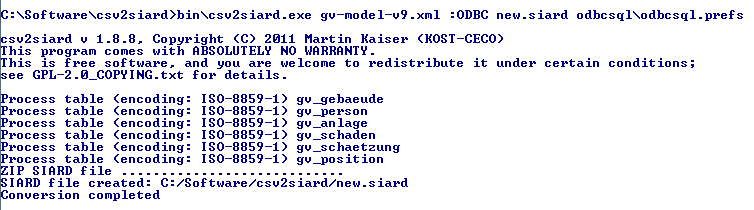 C:\Software\csv2siard>bin\csv2siard.exe gv-model-v9.xml :ODBC new.siard odbcsql\odbcsql.prefs
csv2siard v 1.8.8, Copyright (C) 2011 Martin Kaiser (KOST-CECO)
This program comes with ABSOLUTELY NO WARRANTY.
This is free software, and you are welcome to redistribute it under certain conditions;
see GPL-2.0_COPYING.txt for details.
Process table (encoding: ISO-8859-1) gv_gebaeude
Process table (encoding: ISO-8859-1) gv_person
Process table (encoding: ISO-8859-1) gv_anlage
Process table (encoding: ISO-8859-1) gv_schaden
Process table (encoding: ISO-8859-1) gv_schaetzung
Process table (encoding: ISO-8859-1) gv_position
ZIP SIARD file ............................
SIARD file created: C:/Software/csv2siard/new.siard
Conversion completed